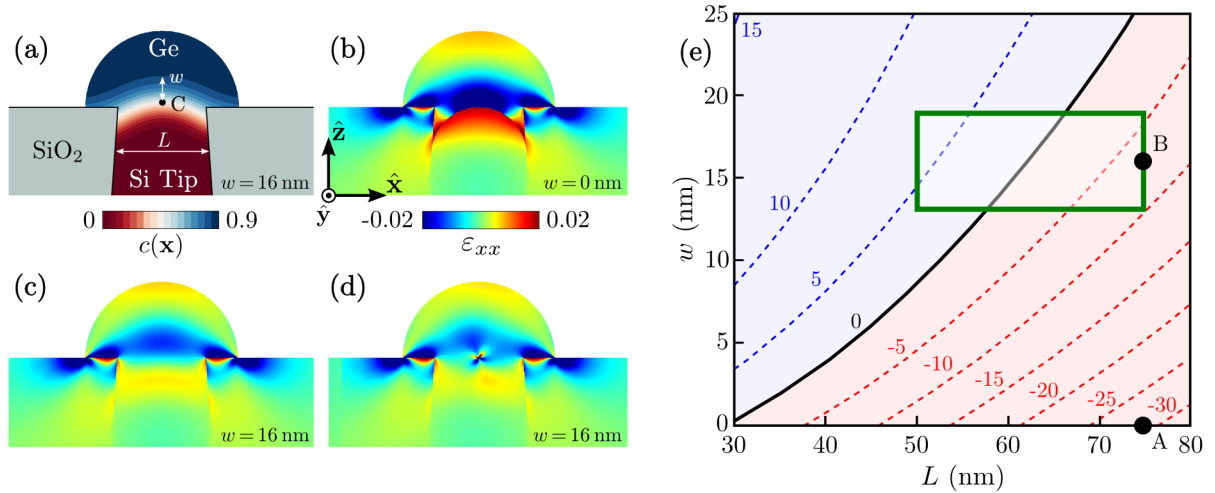 (a)
Ge
w
C
SiO₂
L
Si Tip
w = 16 nm
0
0.9
c(x)
(b)
ẑ
x̂
ŷ
w = 0 nm
-0.02
0.02
εxx
(c)
w = 16 nm
(d)
w = 16 nm
(e)
25
20
15
10
5
0
w (nm)
30
40
50
60
70
80
L (nm)
15
10
5
0
-5
-10
-15
-20
-25
-30
B
A